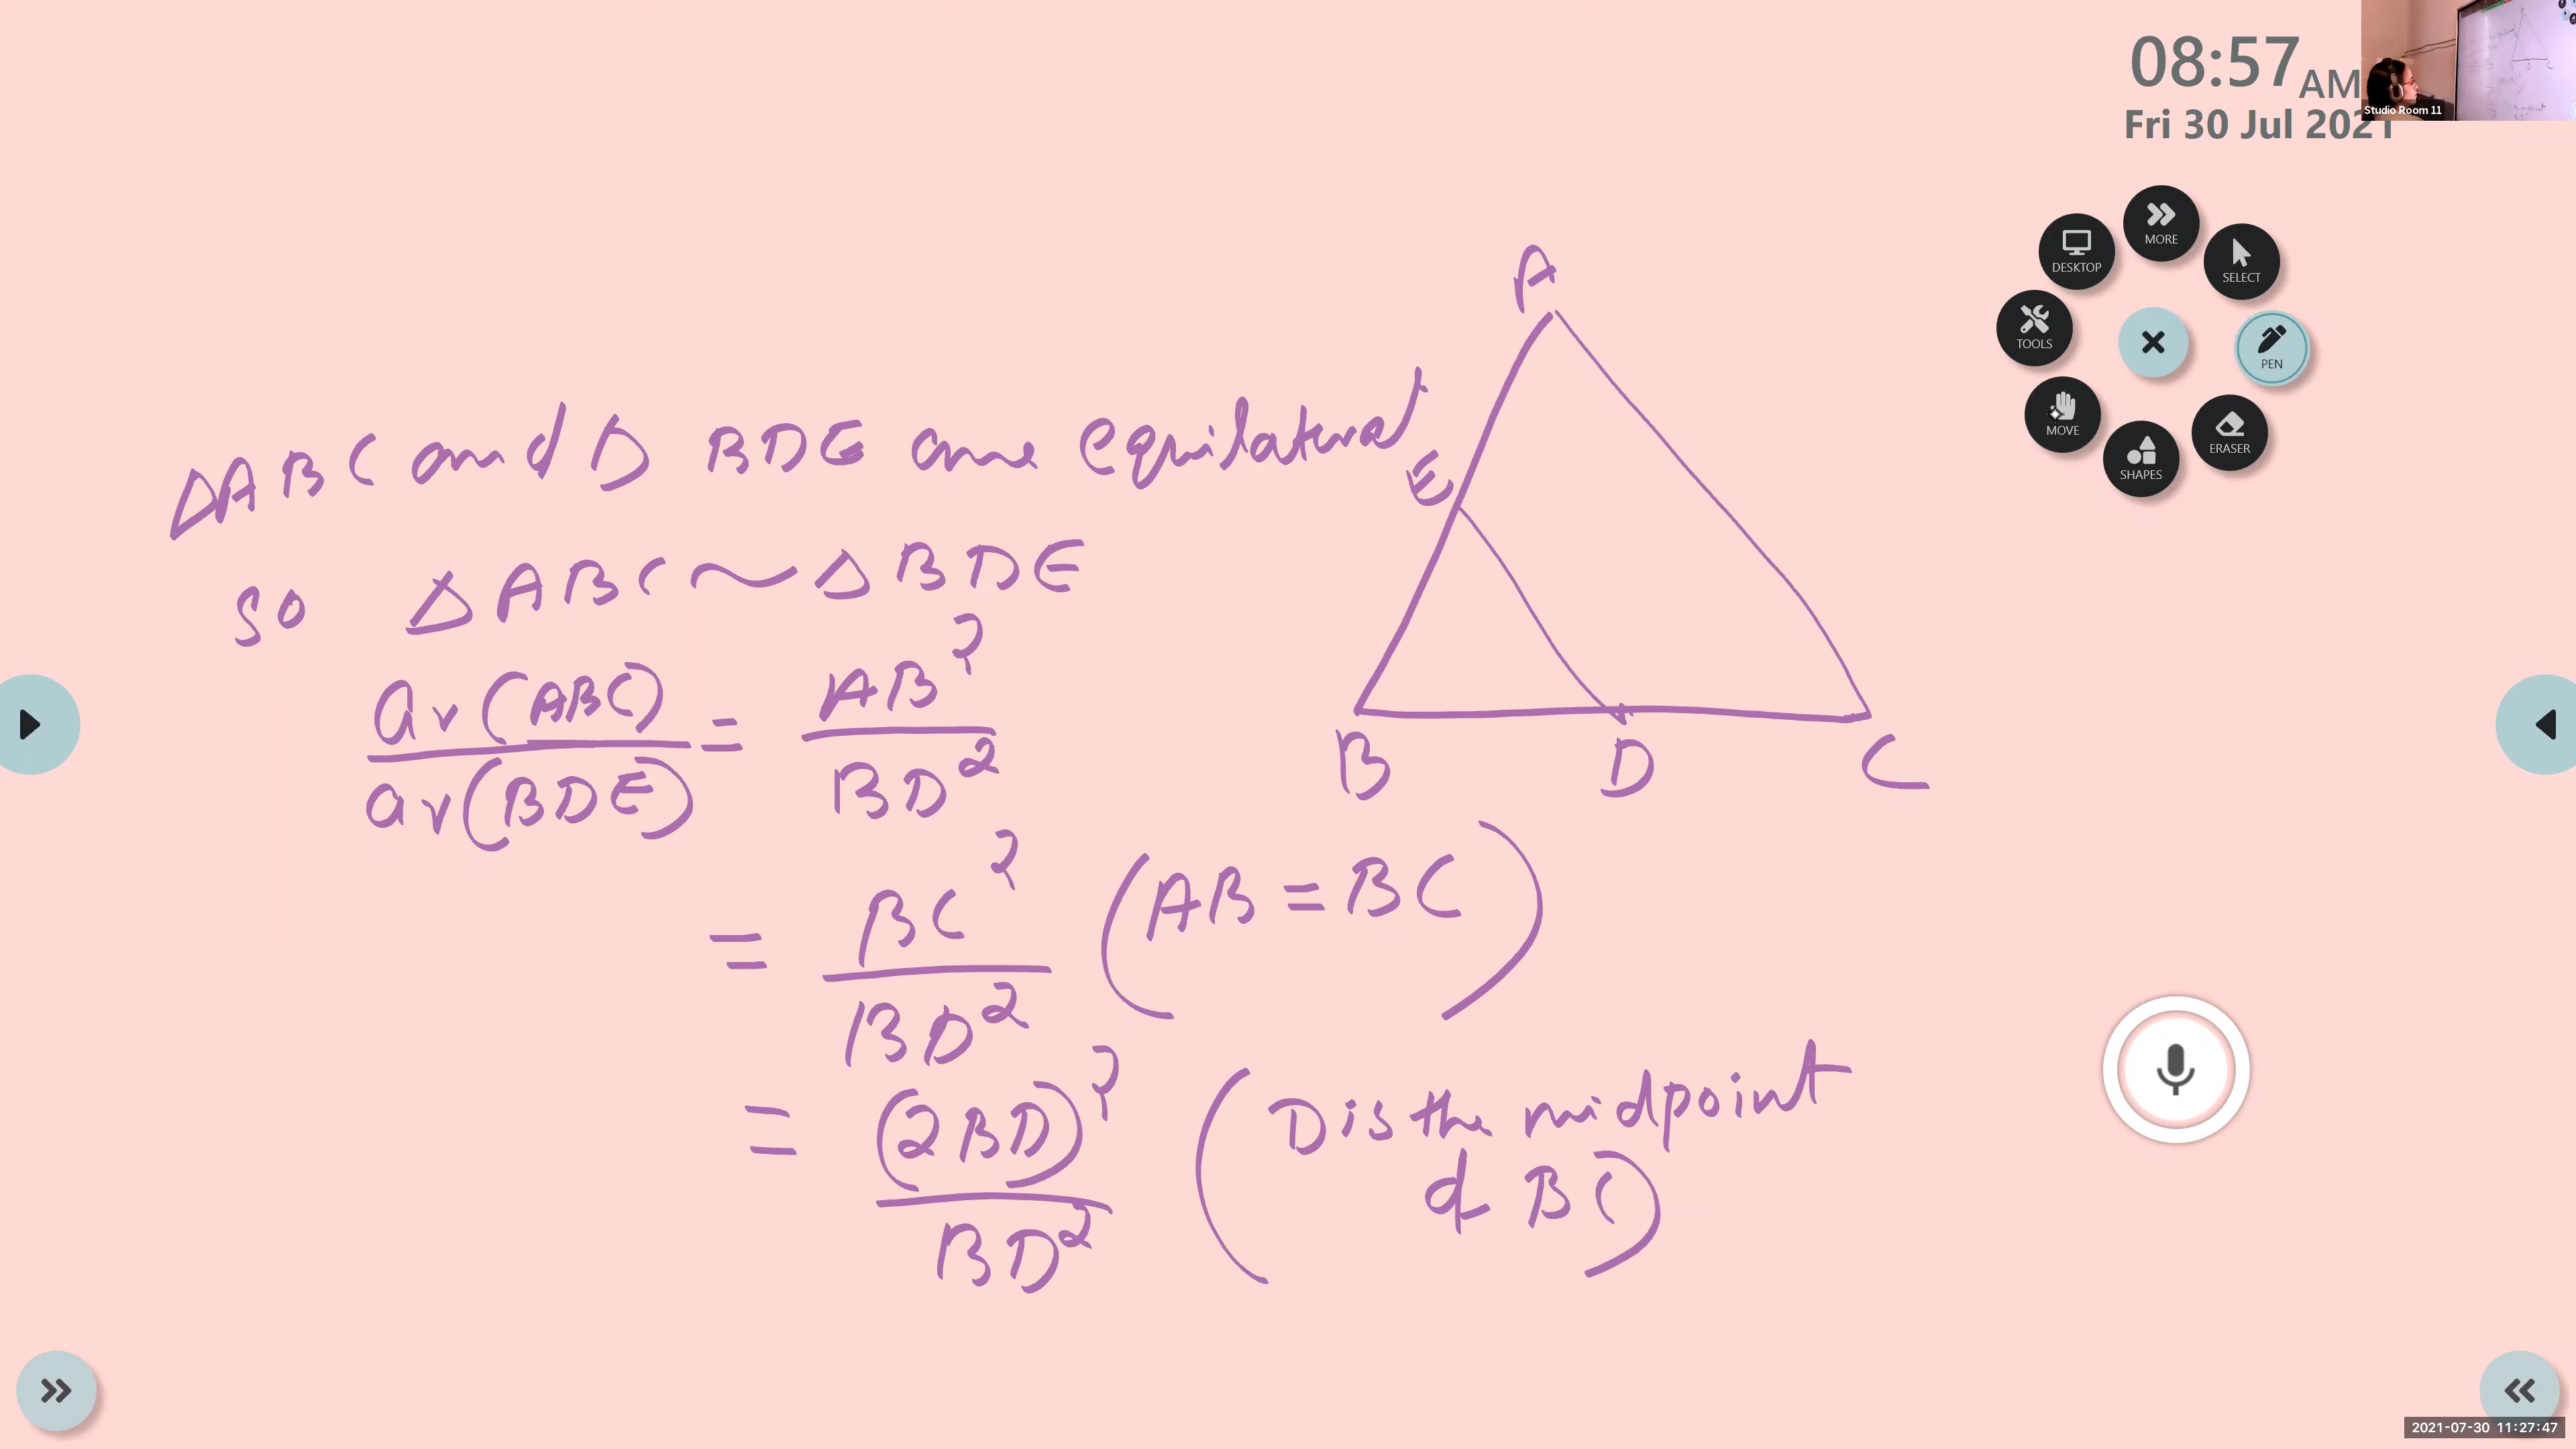 08:57 AM
Fri 30 Jul 2021
Studio Room 11
MORE
DESKTOP
SELECT
TOOLS
PEN
MOVE
ERASER
SHAPES
A
E
B D C
ΔABC and Δ BDE are equilateral
so ΔABC ~ ΔBDE
ar(ABC)/ar(BDE) = AB²/BD²
= BC²/BD² (AB = BC)
= (2BD)²/BD² (D is the midpoint
of BC)
2021-07-30 11:27:47